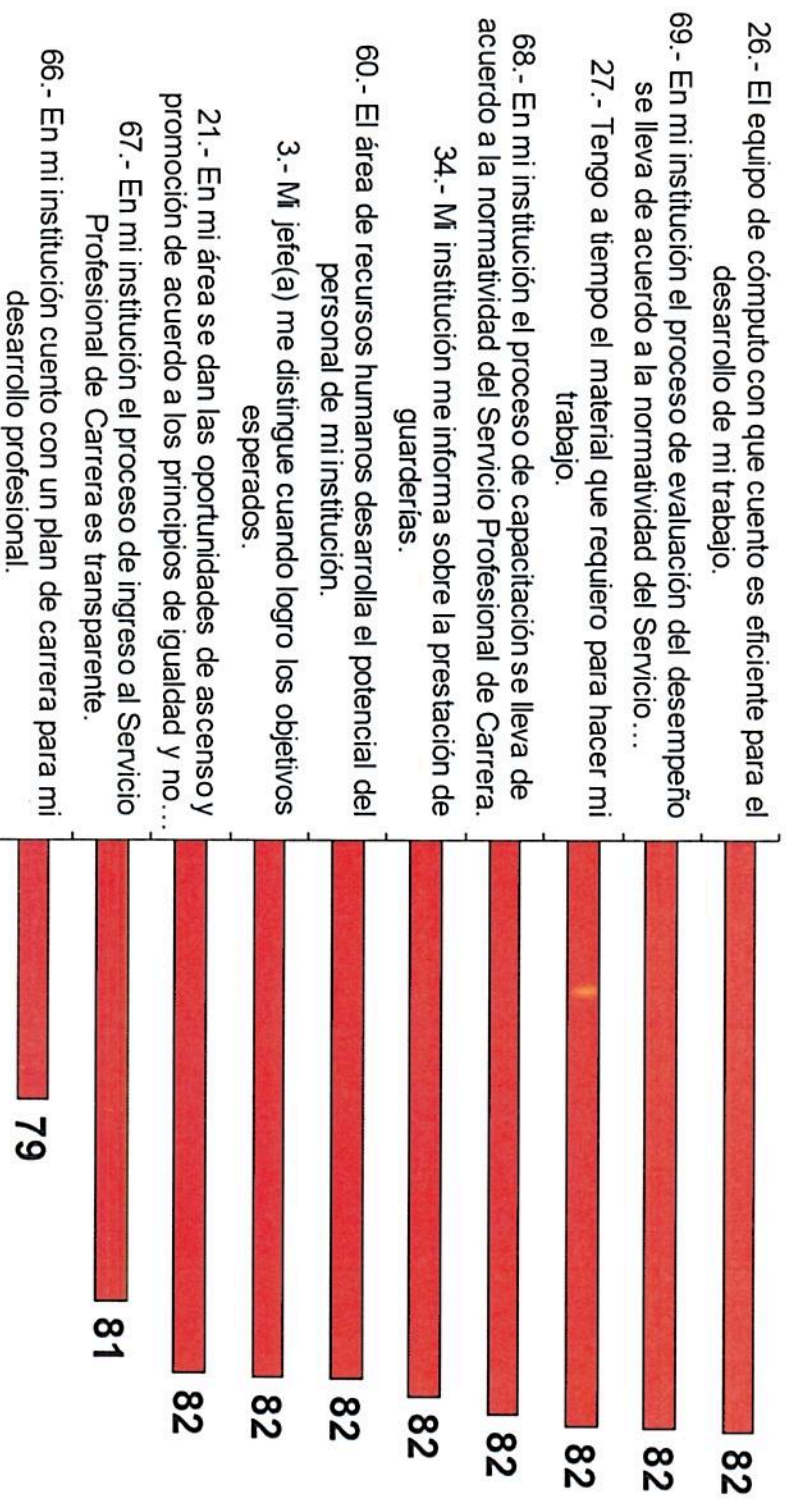 26.- El equipo de cómputo con que cuento es eficiente para el
desarrollo de mi trabajo.
82
69.- En mi institución el proceso de evaluación del desempeño
se lleva de acuerdo a la normatividad del Servicio…
82
27.- Tengo a tiempo el material que requiero para hacer mi
trabajo.
82
68.- En mi institución el proceso de capacitación se lleva de
acuerdo a la normatividad del Servicio Profesional de Carrera.
82
34.- Mi institución me informa sobre la prestación de
guarderías.
82
60.- El área de recursos humanos desarrolla el potencial del
personal de mi institución.
82
3.- Mi jefe(a) me distingue cuando logro los objetivos
esperados.
82
21.- En mi área se dan las oportunidades de ascenso y
promoción de acuerdo a los principios de igualdad y no…
82
67.- En mi institución el proceso de ingreso al Servicio
Profesional de Carrera es transparente.
81
66.- En mi institución cuento con un plan de carrera para mi
desarrollo profesional.
79